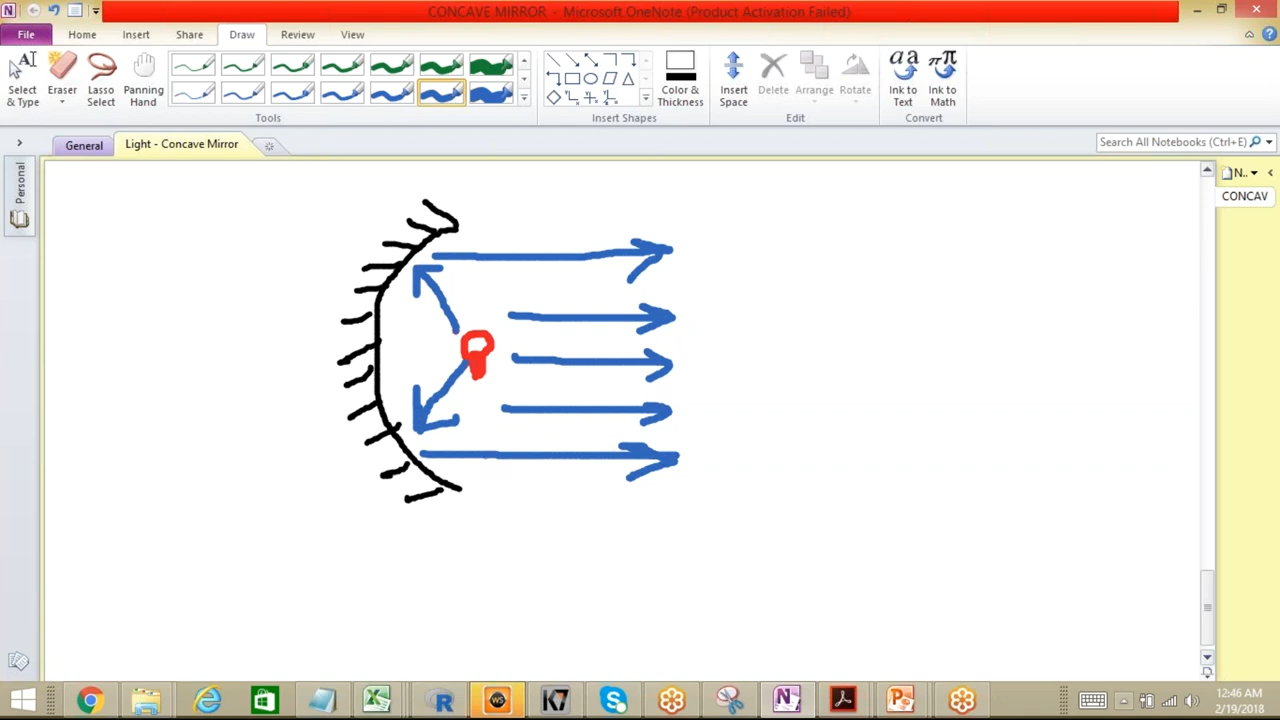 CONCAVE MIRROR - Microsoft OneNote (Product Activation Failed)
File Home Insert Share Draw Review View
Select & Type
Eraser
Lasso Select
Panning Hand
Color & Thickness
Insert Space
Delete
Arrange
Rotate
Ink to Text
Ink to Math
Tools
Insert Shapes
Edit
Convert
General
Light - Concave Mirror
Search All Notebooks (Ctrl+E)
Personal
N..
CONCAV
12:46 AM
2/19/2018